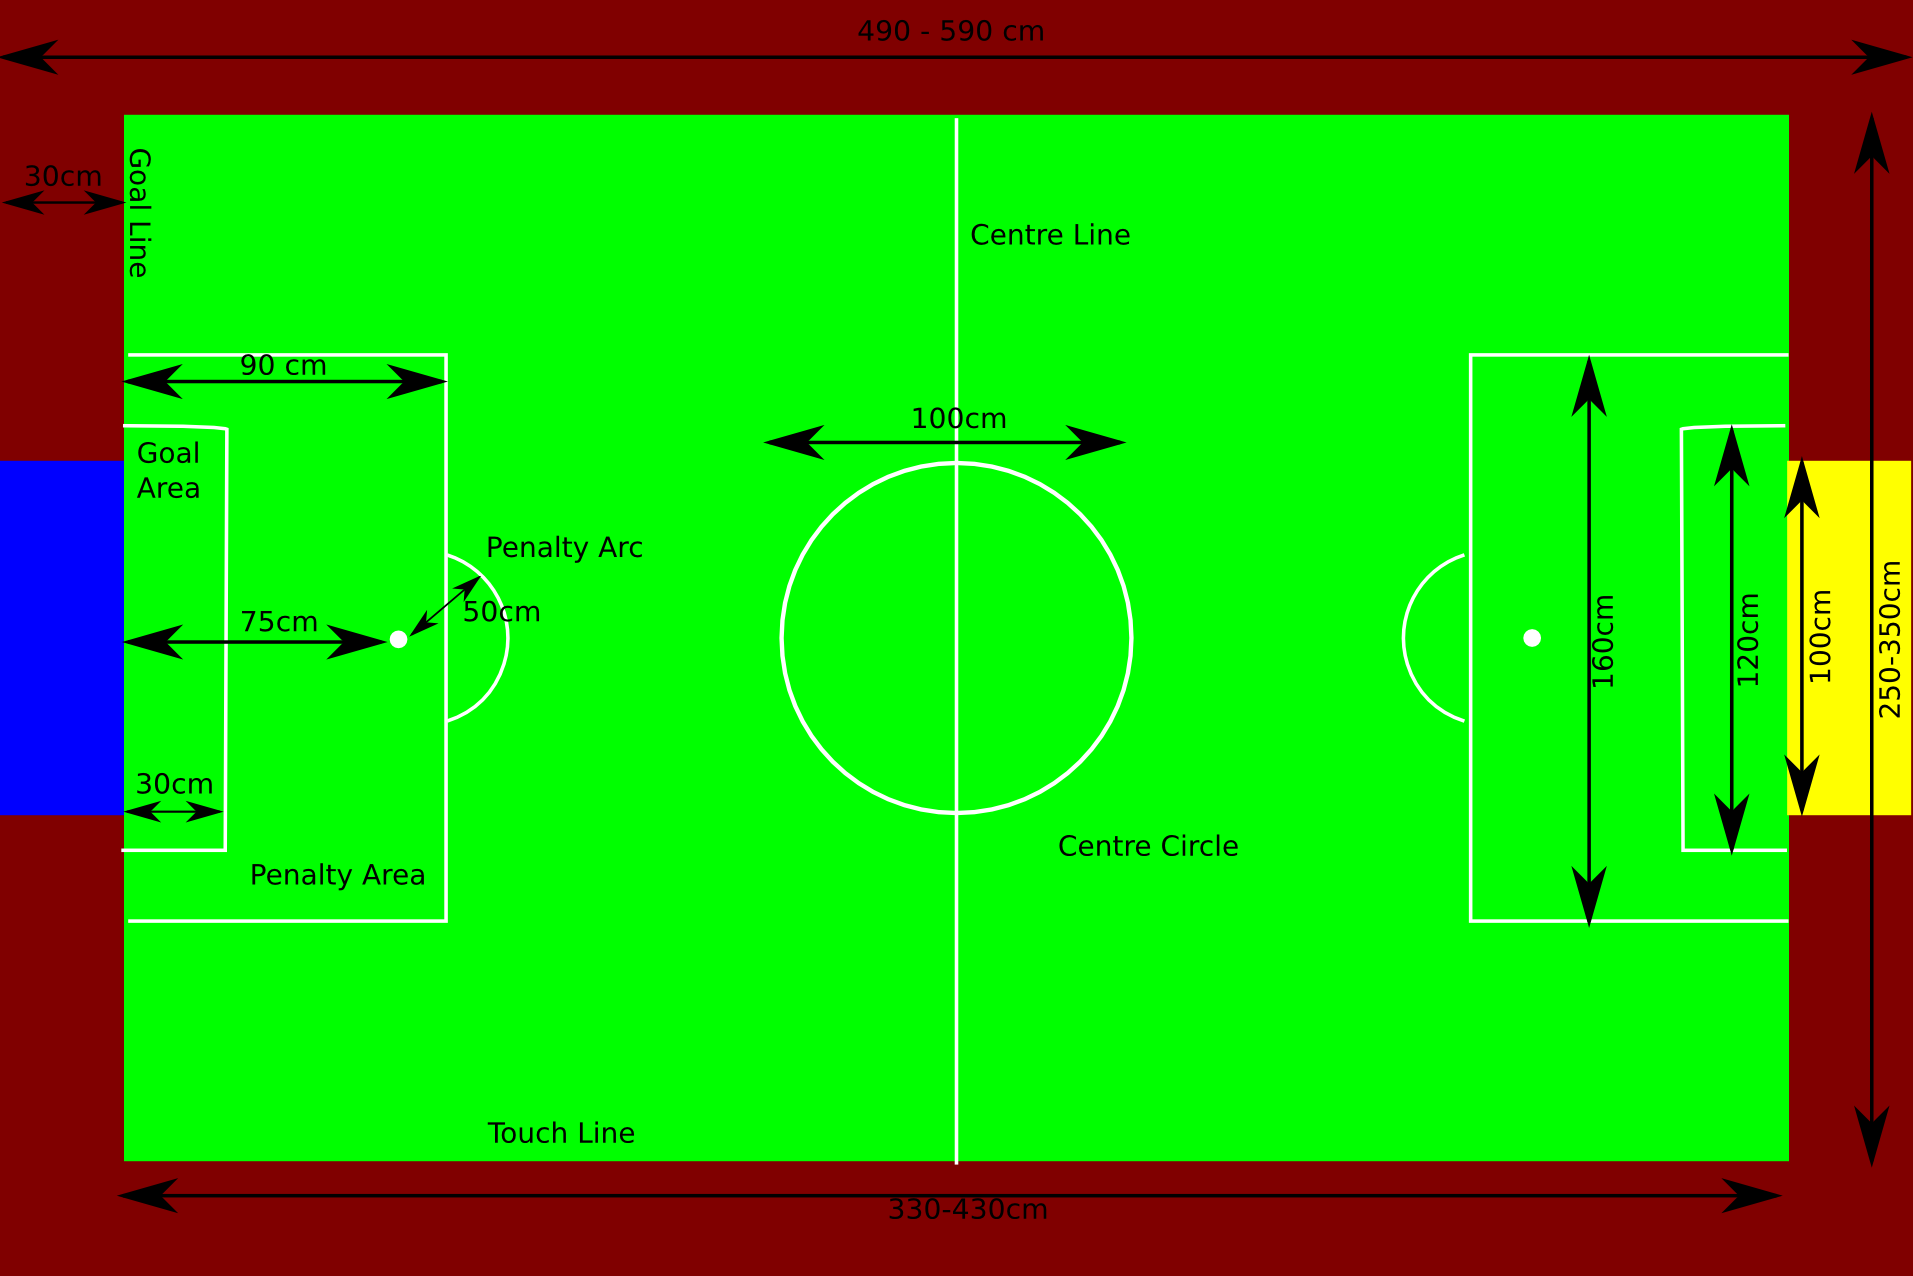 490 - 590 cm
30cm
Goal Line
Centre Line
90 cm
100cm
Goal
Area
Penalty Arc
50cm
75cm
160cm
120cm
100cm
250-350cm
30cm
Centre Circle
Penalty Area
Touch Line
330-430cm